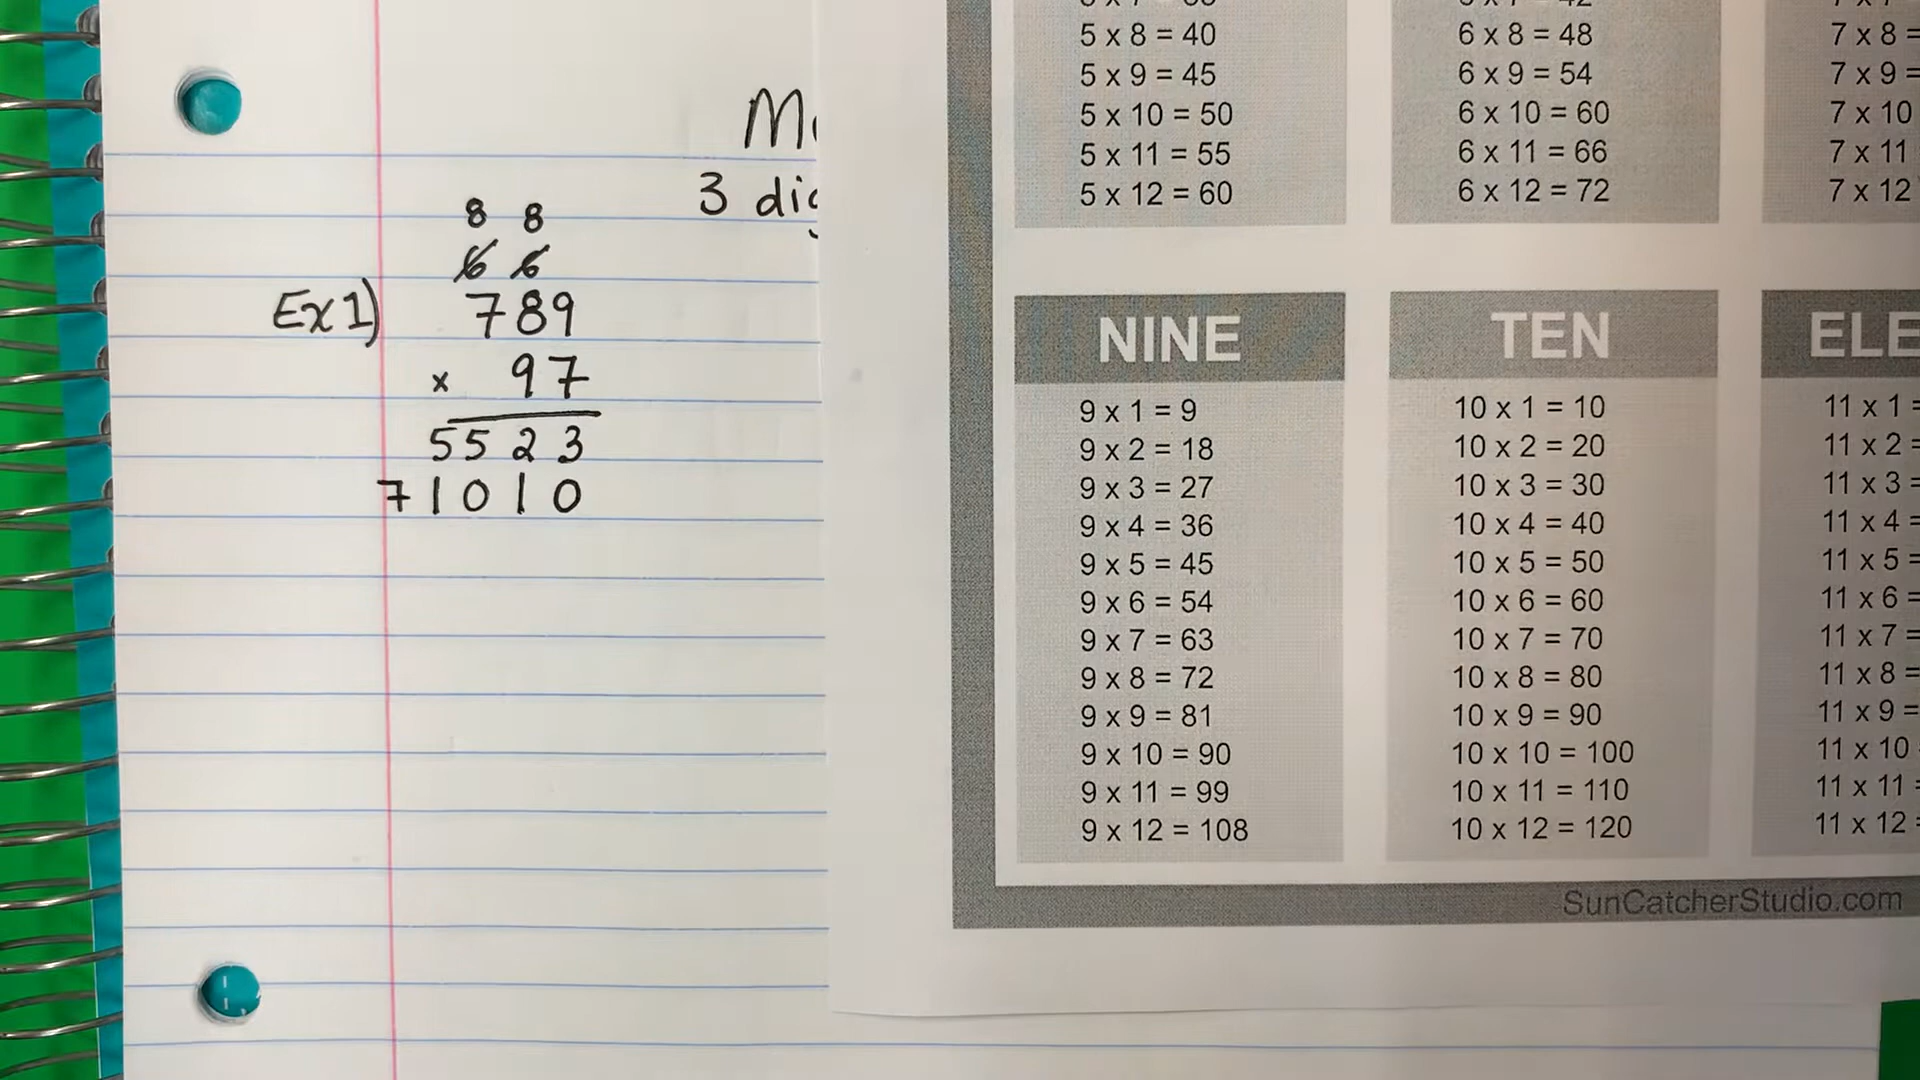 3 dig
8 8
6 6
Ex 1) 789
x 97
5523
71010
5 x 8 = 40
5 x 9 = 45
5 x 10 = 50
5 x 11 = 55
5 x 12 = 60
6 x 8 = 48
6 x 9 = 54
6 x 10 = 60
6 x 11 = 66
6 x 12 = 72
7 x 8 =
7 x 9 =
7 x 10
7 x 11
7 x 12
NINE
9 x 1 = 9
9 x 2 = 18
9 x 3 = 27
9 x 4 = 36
9 x 5 = 45
9 x 6 = 54
9 x 7 = 63
9 x 8 = 72
9 x 9 = 81
9 x 10 = 90
9 x 11 = 99
9 x 12 = 108
TEN
10 x 1 = 10
10 x 2 = 20
10 x 3 = 30
10 x 4 = 40
10 x 5 = 50
10 x 6 = 60
10 x 7 = 70
10 x 8 = 80
10 x 9 = 90
10 x 10 = 100
10 x 11 = 110
10 x 12 = 120
ELE
11 x 1 =
11 x 2 =
11 x 3 =
11 x 4 =
11 x 5 =
11 x 6 =
11 x 7 =
11 x 8 =
11 x 9 =
11 x 10
11 x 11 =
11 x 12 =
SunCatcherStudio.com